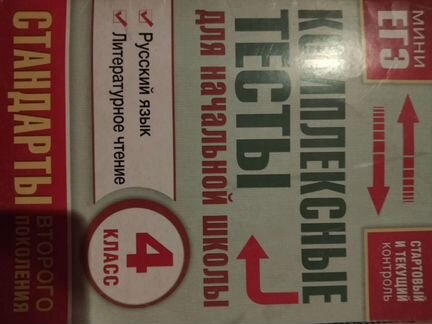 МИНИ
ЕГЭ
СТАРТОВЫЙ
И ТЕКУЩИЙ
КОНТРОЛЬ
КОМПЛЕКСНЫЕ
ТЕСТЫ
ДЛЯ НАЧАЛЬНОЙ ШКОЛЫ
Русский язык
Литературное чтение
4
КЛАСС
СТАНДАРТЫ
ВТОРОГО
ПОКОЛЕНИЯ